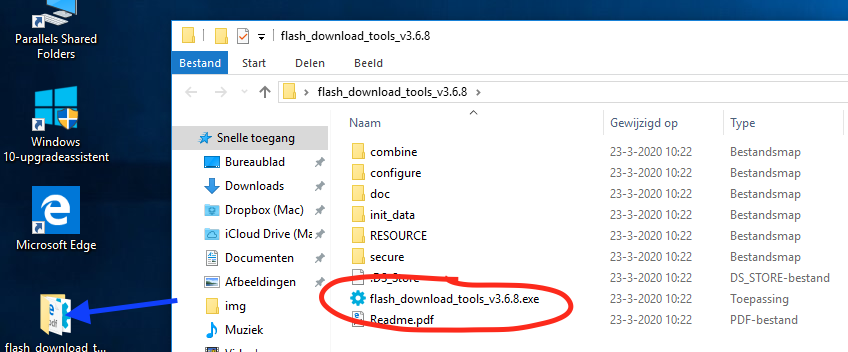 Parallels Shared
Folders
Windows
10-upgradeassistent
Microsoft Edge
flash_download_t...
flash_download_tools_v3.6.8
Bestand Start Delen Beeld
flash_download_tools_v3.6.8
Snelle toegang
Bureaublad
Downloads
Dropbox (Mac)
iCloud Drive (Mac)
Documenten
Afbeeldingen
img
Muziek
Naam Gewijzigd op Type
combine 23-3-2020 10:22 Bestandsmap
configure 23-3-2020 10:22 Bestandsmap
doc 23-3-2020 10:22 Bestandsmap
init_data 23-3-2020 10:22 Bestandsmap
RESOURCE 23-3-2020 10:22 Bestandsmap
secure 23-3-2020 10:22 Bestandsmap
.DS_Store 23-3-2020 10:22 DS_STORE-bestand
flash_download_tools_v3.6.8.exe 23-3-2020 10:22 Toepassing
Readme.pdf 23-3-2020 10:22 PDF-bestand